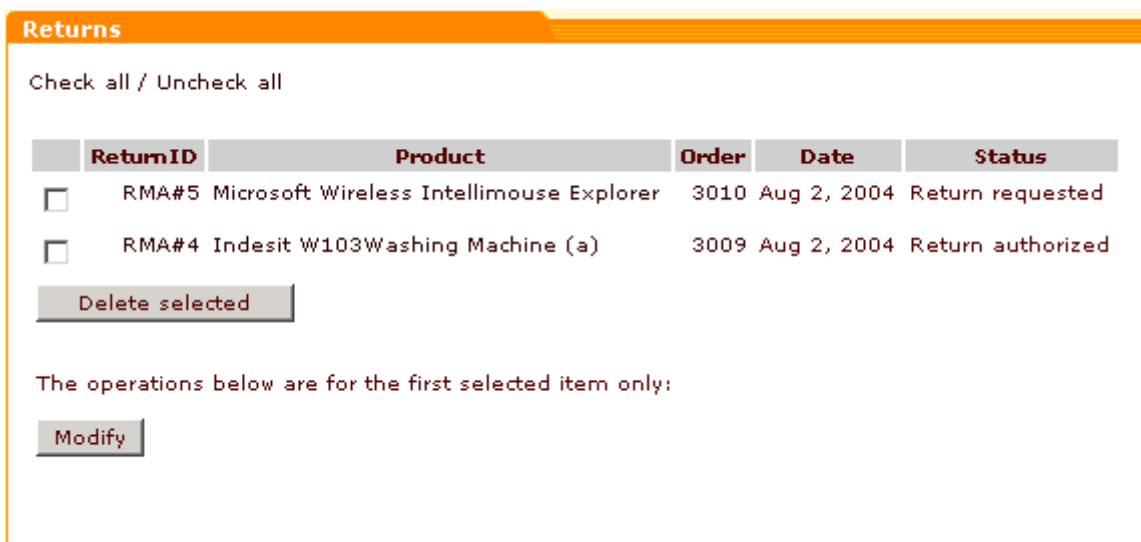 Returns
Check all / Uncheck all
ReturnID Product Order Date Status
RMA#5 Microsoft Wireless Intellimouse Explorer 3010 Aug 2, 2004 Return requested
RMA#4 Indesit W103Washing Machine (a) 3009 Aug 2, 2004 Return authorized
Delete selected
The operations below are for the first selected item only:
Modify